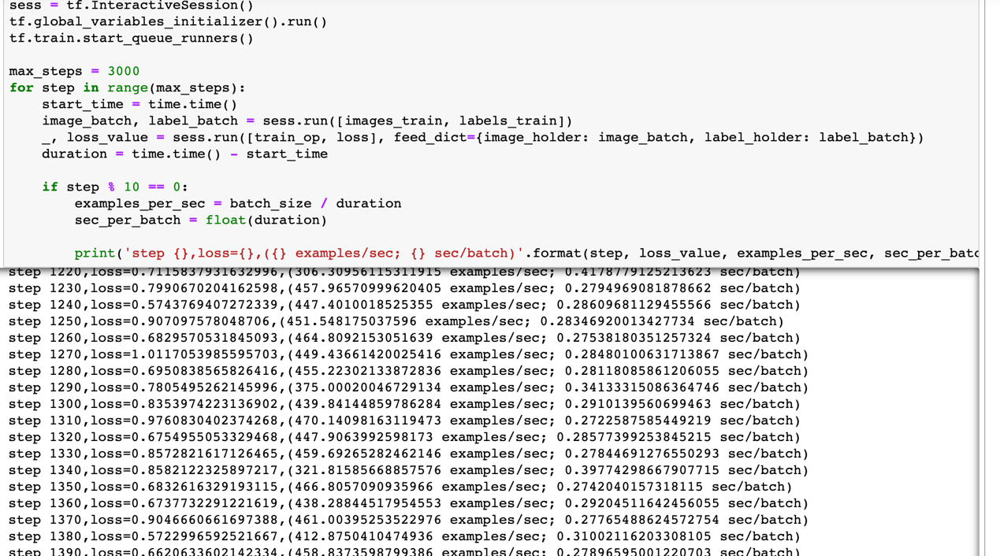 sess = tf.InteractiveSession()
tf.global_variables_initializer().run()
tf.train.start_queue_runners()
max_steps = 3000
for step in range(max_steps):
    start_time = time.time()
    image_batch, label_batch = sess.run([images_train, labels_train])
    _, loss_value = sess.run([train_op, loss], feed_dict={image_holder: image_batch, label_holder: label_batch})
    duration = time.time() - start_time
    if step % 10 == 0:
        examples_per_sec = batch_size / duration
        sec_per_batch = float(duration)
        print('step {},loss={},({} examples/sec; {} sec/batch)'.format(step, loss_value, examples_per_sec, sec_per_batc
step 1220,loss=0.7115837931632996,(306.30956115311915 examples/sec; 0.4178779125213623 sec/batch)
step 1230,loss=0.7990670204162598,(457.96570999620405 examples/sec; 0.2794969081878662 sec/batch)
step 1240,loss=0.5743769407272339,(447.4010018525355 examples/sec; 0.28609681129455566 sec/batch)
step 1250,loss=0.907097578048706,(451.548175037596 examples/sec; 0.28346920013427734 sec/batch)
step 1260,loss=0.6829570531845093,(464.8092153051639 examples/sec; 0.27538180351257324 sec/batch)
step 1270,loss=1.0117053985595703,(449.43661420025416 examples/sec; 0.28480100631713867 sec/batch)
step 1280,loss=0.6950838565826416,(455.22302133872836 examples/sec; 0.28118085861206055 sec/batch)
step 1290,loss=0.7805495262145996,(375.00020046729134 examples/sec; 0.34133315086364746 sec/batch)
step 1300,loss=0.8353974223136902,(439.84144859786284 examples/sec; 0.2910139560699463 sec/batch)
step 1310,loss=0.9760830402374268,(470.14098163119473 examples/sec; 0.2722587585449219 sec/batch)
step 1320,loss=0.6754955053329468,(447.9063992598173 examples/sec; 0.28577399253845215 sec/batch)
step 1330,loss=0.8572821617126465,(459.69265282462146 examples/sec; 0.27844691276550293 sec/batch)
step 1340,loss=0.8582122325897217,(321.81585668857576 examples/sec; 0.39774298667907715 sec/batch)
step 1350,loss=0.6832616329193115,(466.8057090935966 examples/sec; 0.2742040157318115 sec/batch)
step 1360,loss=0.6737732291221619,(438.28844517954553 examples/sec; 0.29204511642456055 sec/batch)
step 1370,loss=0.9046660661697388,(461.00395253522976 examples/sec; 0.27765488624572754 sec/batch)
step 1380,loss=0.5722996592521667,(412.8750410474936 examples/sec; 0.31002116203308105 sec/batch)
step 1390,loss=0.6620633602142334,(458.8373598799386 examples/sec; 0.27896595001220703 sec/batch)